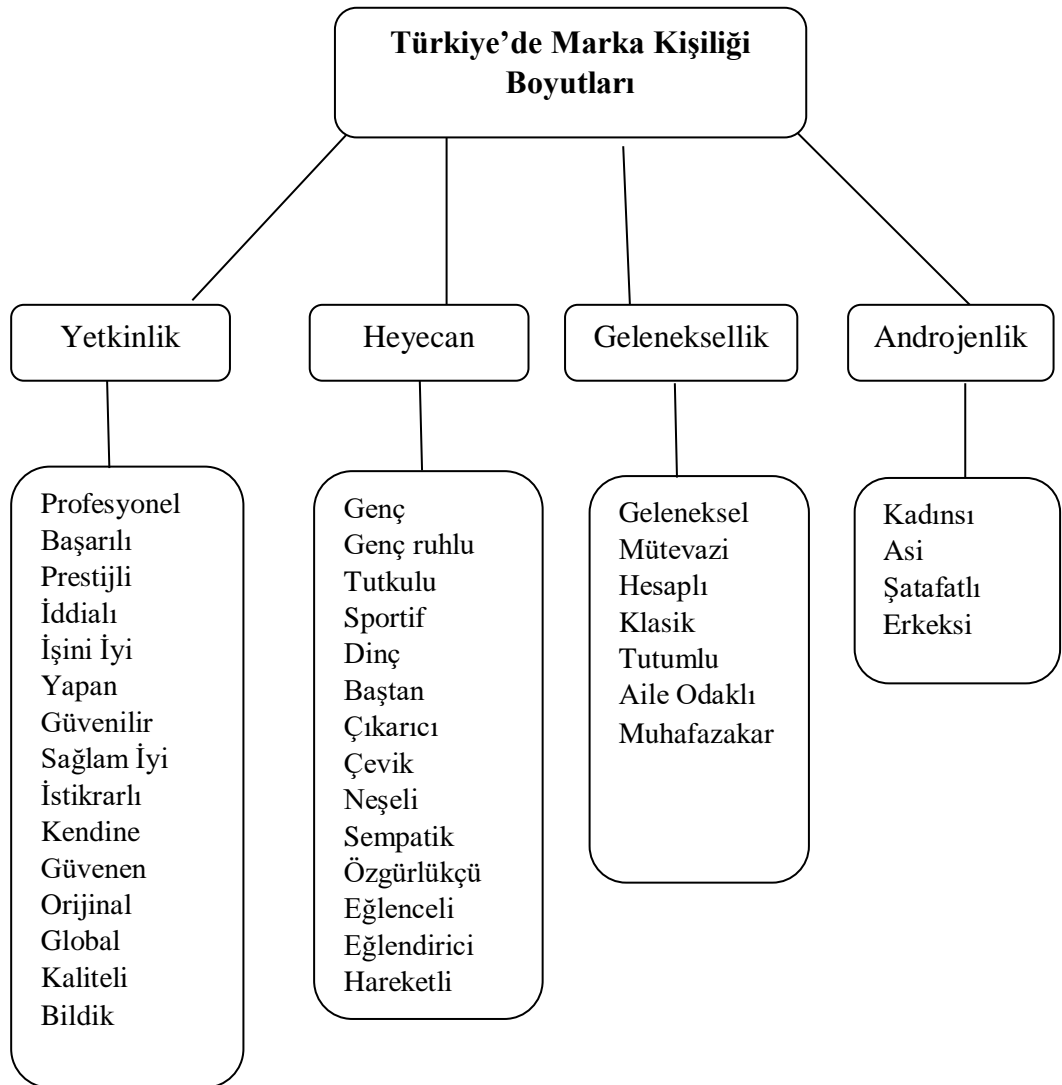 Türkiye’de Marka Kişiliği
Boyutları
Yetkinlik
Heyecan
Geleneksellik
Androjenlik
Profesyonel
Başarılı
Prestijli
İddialı
İşini İyi
Yapan
Güvenilir
Sağlam İyi
İstikrarlı
Kendine
Güvenen
Orijinal
Global
Kaliteli
Bildik
Genç
Genç ruhlu
Tutkulu
Sportif
Dinç
Baştan
Çıkarıcı
Çevik
Neşeli
Sempatik
Özgürlükçü
Eğlenceli
Eğlendirici
Hareketli
Geleneksel
Mütevazi
Hesaplı
Klasik
Tutumlu
Aile Odaklı
Muhafazakar
Kadınsı
Asi
Şatafatlı
Erkeksi